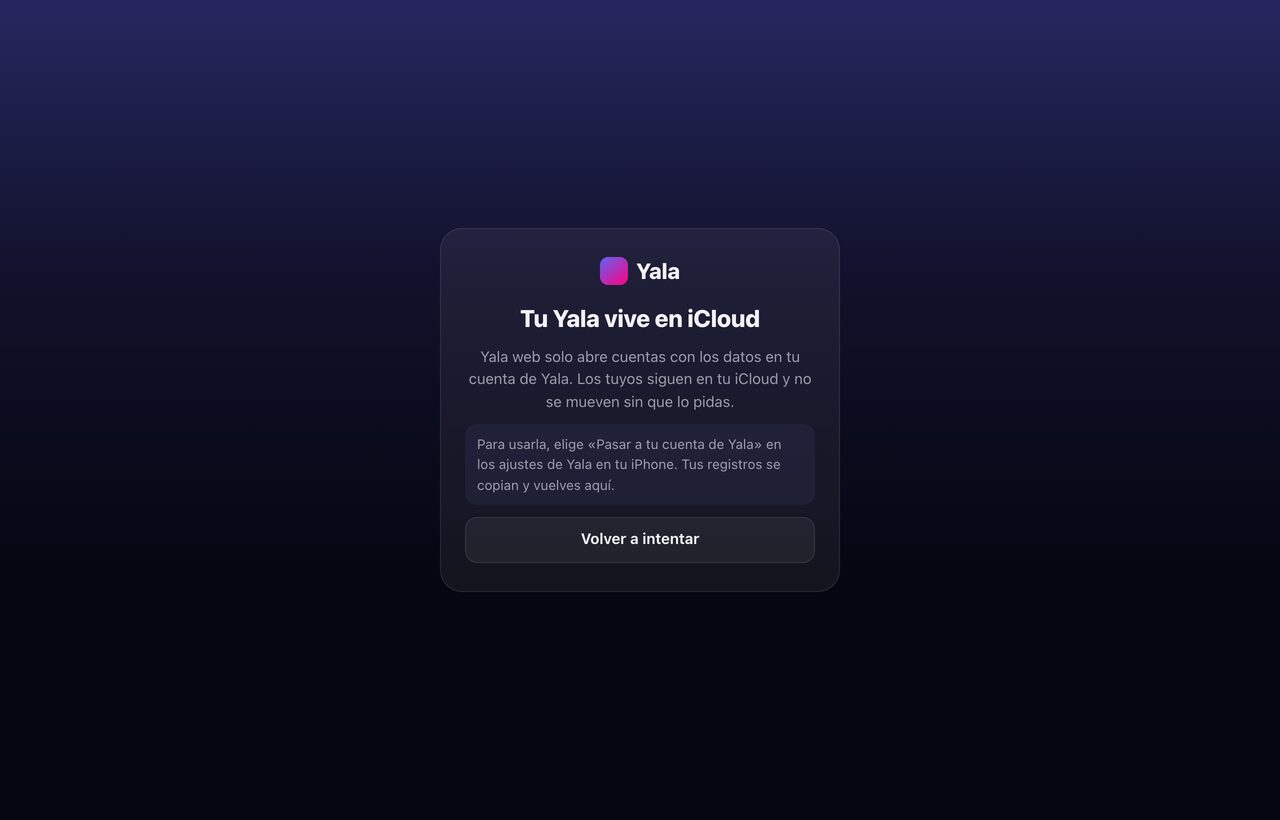 Yala
Tu Yala vive en iCloud
Yala web solo abre cuentas con los datos en tu
cuenta de Yala. Los tuyos siguen en tu iCloud y no
se mueven sin que lo pidas.
Para usarla, elige «Pasar a tu cuenta de Yala» en
los ajustes de Yala en tu iPhone. Tus registros se
copian y vuelves aquí.
Volver a intentar